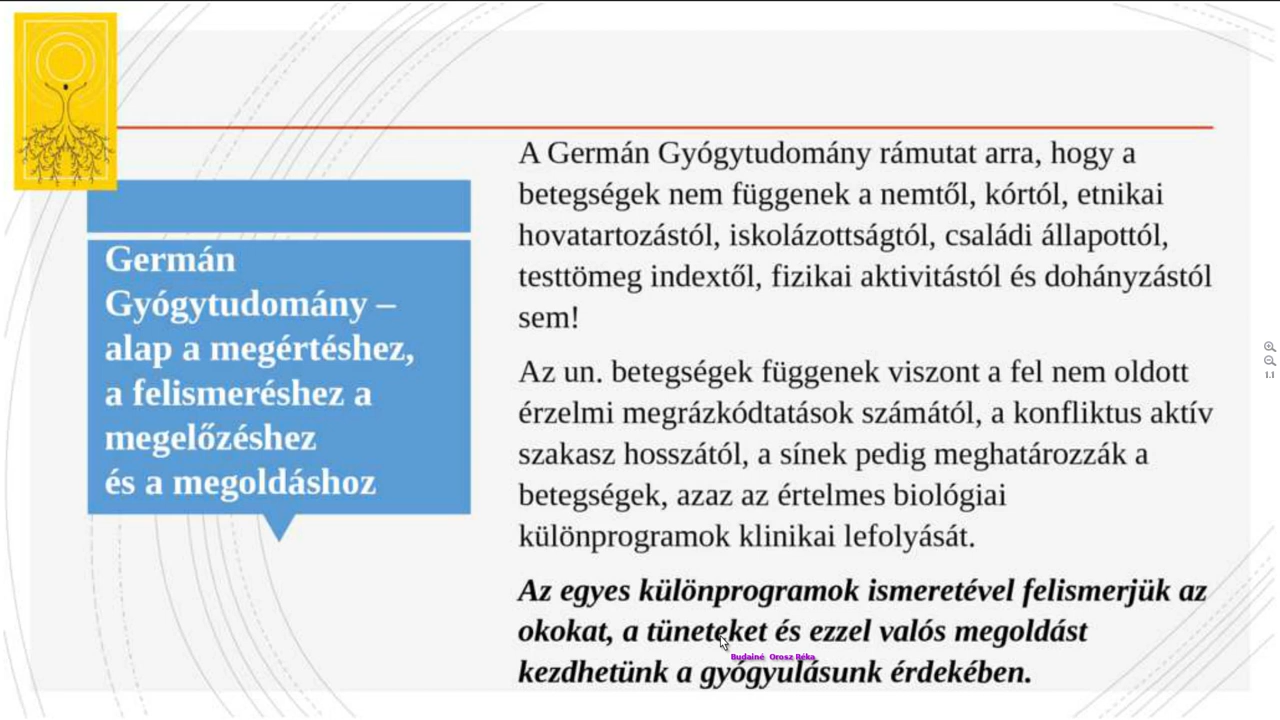 Germán
Gyógytudomány –
alap a megértéshez,
a felismeréshez a
megelőzéshez
és a megoldáshoz
A Germán Gyógytudomány rámutat arra, hogy a
betegségek nem függenek a nemtől, kórtól, etnikai
hovatartozástól, iskolázottságtól, családi állapottól,
testtömeg indextől, fizikai aktivitástól és dohányzástól
sem!
Az un. betegségek függenek viszont a fel nem oldott
érzelmi megrázkódtatások számától, a konfliktus aktív
szakasz hosszától, a sínek pedig meghatározzák a
betegségek, azaz az értelmes biológiai
különprogramok klinikai lefolyását.
Az egyes különprogramok ismeretével felismerjük az
okokat, a tüneteket és ezzel valós megoldást
Budainé Orosz Réka
kezdhetünk a gyógyulásunk érdekében.
1:1